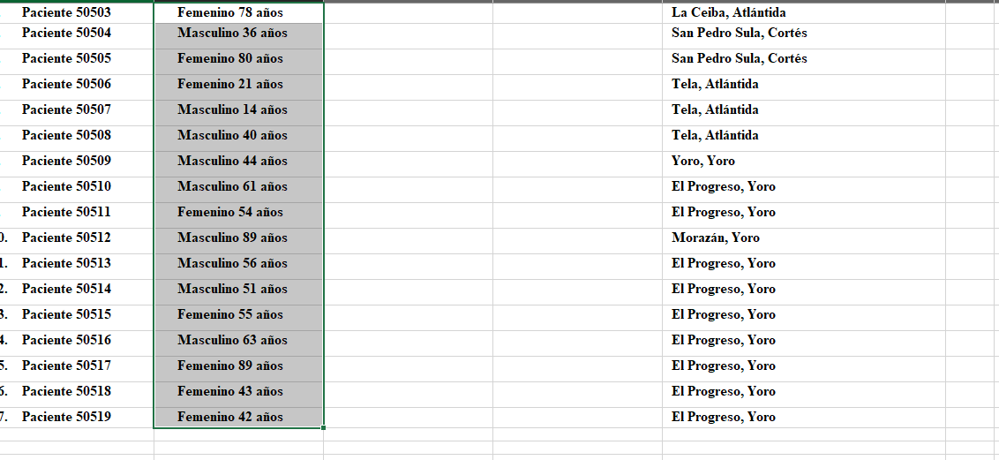 Paciente 50503 Femenino 78 años La Ceiba, Atlántida
Paciente 50504 Masculino 36 años San Pedro Sula, Cortés
Paciente 50505 Femenino 80 años San Pedro Sula, Cortés
Paciente 50506 Femenino 21 años Tela, Atlántida
Paciente 50507 Masculino 14 años Tela, Atlántida
Paciente 50508 Masculino 40 años Tela, Atlántida
Paciente 50509 Masculino 44 años Yoro, Yoro
Paciente 50510 Masculino 61 años El Progreso, Yoro
Paciente 50511 Femenino 54 años El Progreso, Yoro
0. Paciente 50512 Masculino 89 años Morazán, Yoro
1. Paciente 50513 Masculino 56 años El Progreso, Yoro
2. Paciente 50514 Masculino 51 años El Progreso, Yoro
3. Paciente 50515 Femenino 55 años El Progreso, Yoro
4. Paciente 50516 Masculino 63 años El Progreso, Yoro
5. Paciente 50517 Femenino 89 años El Progreso, Yoro
6. Paciente 50518 Femenino 43 años El Progreso, Yoro
7. Paciente 50519 Femenino 42 años El Progreso, Yoro